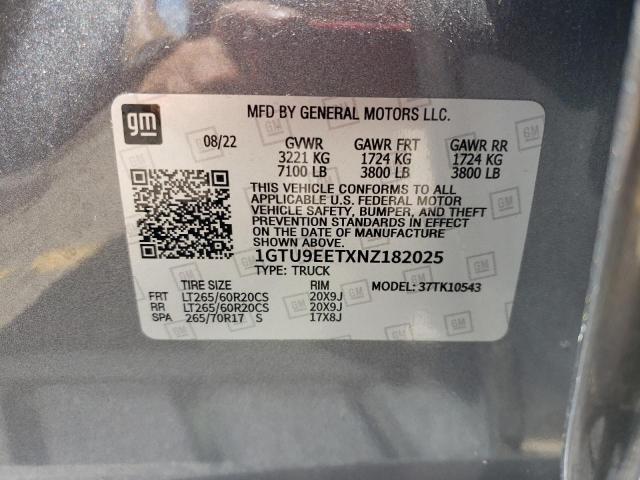 gm
MFD BY GENERAL MOTORS LLC.
08/22 GVWR GAWR FRT GAWR RR
3221 KG 1724 KG 1724 KG
7100 LB 3800 LB 3800 LB
THIS VEHICLE CONFORMS TO ALL
APPLICABLE U.S. FEDERAL MOTOR
VEHICLE SAFETY, BUMPER, AND THEFT
PREVENTION STANDARDS IN EFFECT
ON THE DATE OF MANUFACTURE
SHOWN ABOVE.
1GTU9EETXNZ182025
TYPE: TRUCK
TIRE SIZE RIM MODEL: 37TK10543
FRT LT265/60R20CS 20X9J
RR LT265/60R20CS 20X9J
SPA 265/70R17 S 17X8J